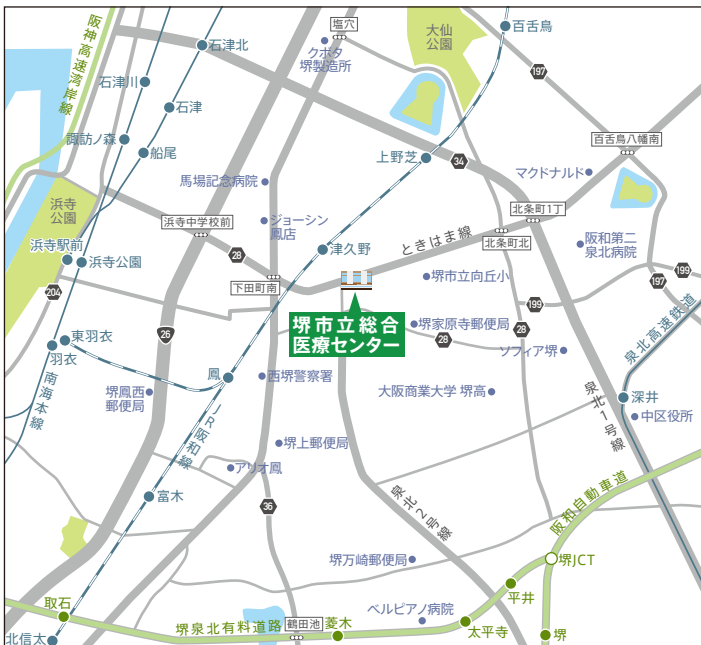 阪神高速湾岸線
石津北
塩穴
クボタ
堺製造所
大仙
公園
百舌鳥
197
石津川
石津
諏訪ノ森
船尾
上野芝
34
百舌鳥八幡南
マクドナルド
馬場記念病院
浜寺
公園
浜寺中学校前
ジョーシン
鳳店
北条町1丁
ときはま線
北条町北
阪和第二
泉北病院
浜寺駅前
浜寺公園
28
津久野
下田町南
堺市立向丘小
199
197
204
199
泉北高速鉄道
堺市立総合
医療センター
堺家原寺郵便局
28
28
ソフィア堺
26
東羽衣
羽衣
南海本線
鳳
西堺警察署
堺鳳西
郵便局
JR阪和線
大阪商業大学 堺高
泉北1号線
深井
中区役所
堺上郵便局
アリオ鳳
富木
36
泉北2号線
阪和自動車道
堺万崎郵便局
堺JCT
取石
平井
ベルピアノ病院
堺泉北有料道路
鶴田池
菱木
太平寺
堺
北信太